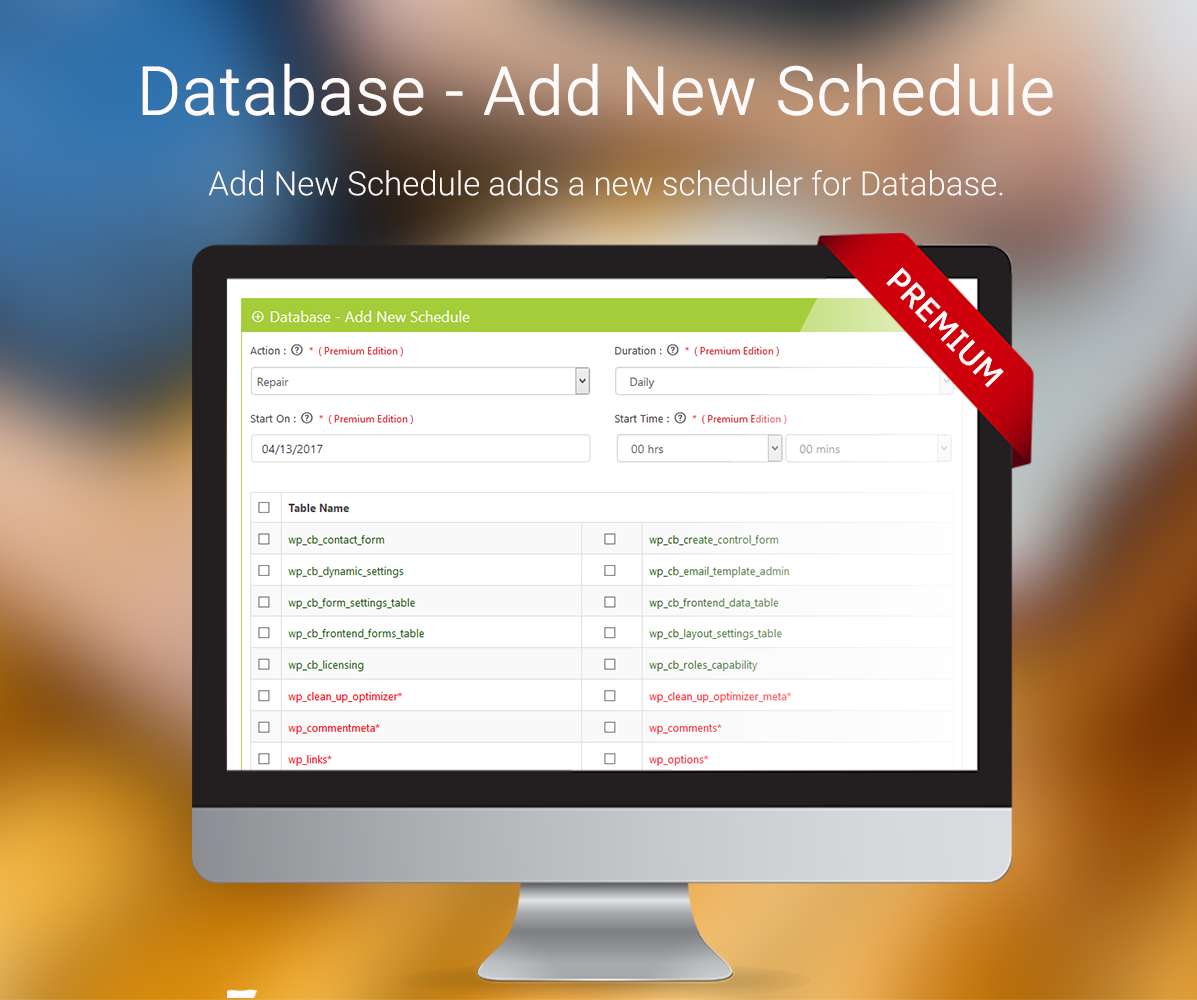 Database - Add New Schedule
Add New Schedule adds a new scheduler for Database.
PREMIUM
Database - Add New Schedule
Action : ? * ( Premium Edition ) Duration : ? * ( Premium Edition )
Repair Daily
Start On : ? * ( Premium Edition ) Start Time : ? * ( Premium Edition )
04/13/2017 00 hrs 00 mins
Table Name
wp_cb_contact_form wp_cb_create_control_form
wp_cb_dynamic_settings wp_cb_email_template_admin
wp_cb_form_settings_table wp_cb_frontend_data_table
wp_cb_frontend_forms_table wp_cb_layout_settings_table
wp_cb_licensing wp_cb_roles_capability
wp_clean_up_optimizer* wp_clean_up_optimizer_meta*
wp_commentmeta* wp_comments*
wp_links* wp_options*